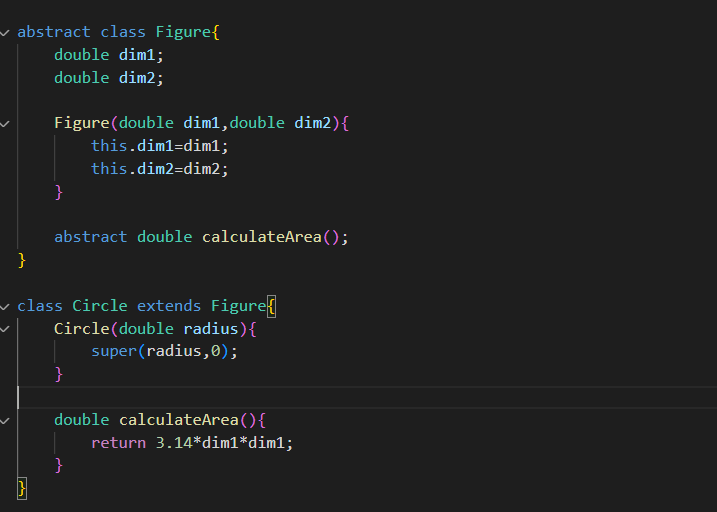 abstract class Figure{
    double dim1;
    double dim2;

    Figure(double dim1,double dim2){
        this.dim1=dim1;
        this.dim2=dim2;
    }

    abstract double calculateArea();
}

class Circle extends Figure{
    Circle(double radius){
        super(radius,0);
    }

    double calculateArea(){
        return 3.14*dim1*dim1;
    }
}